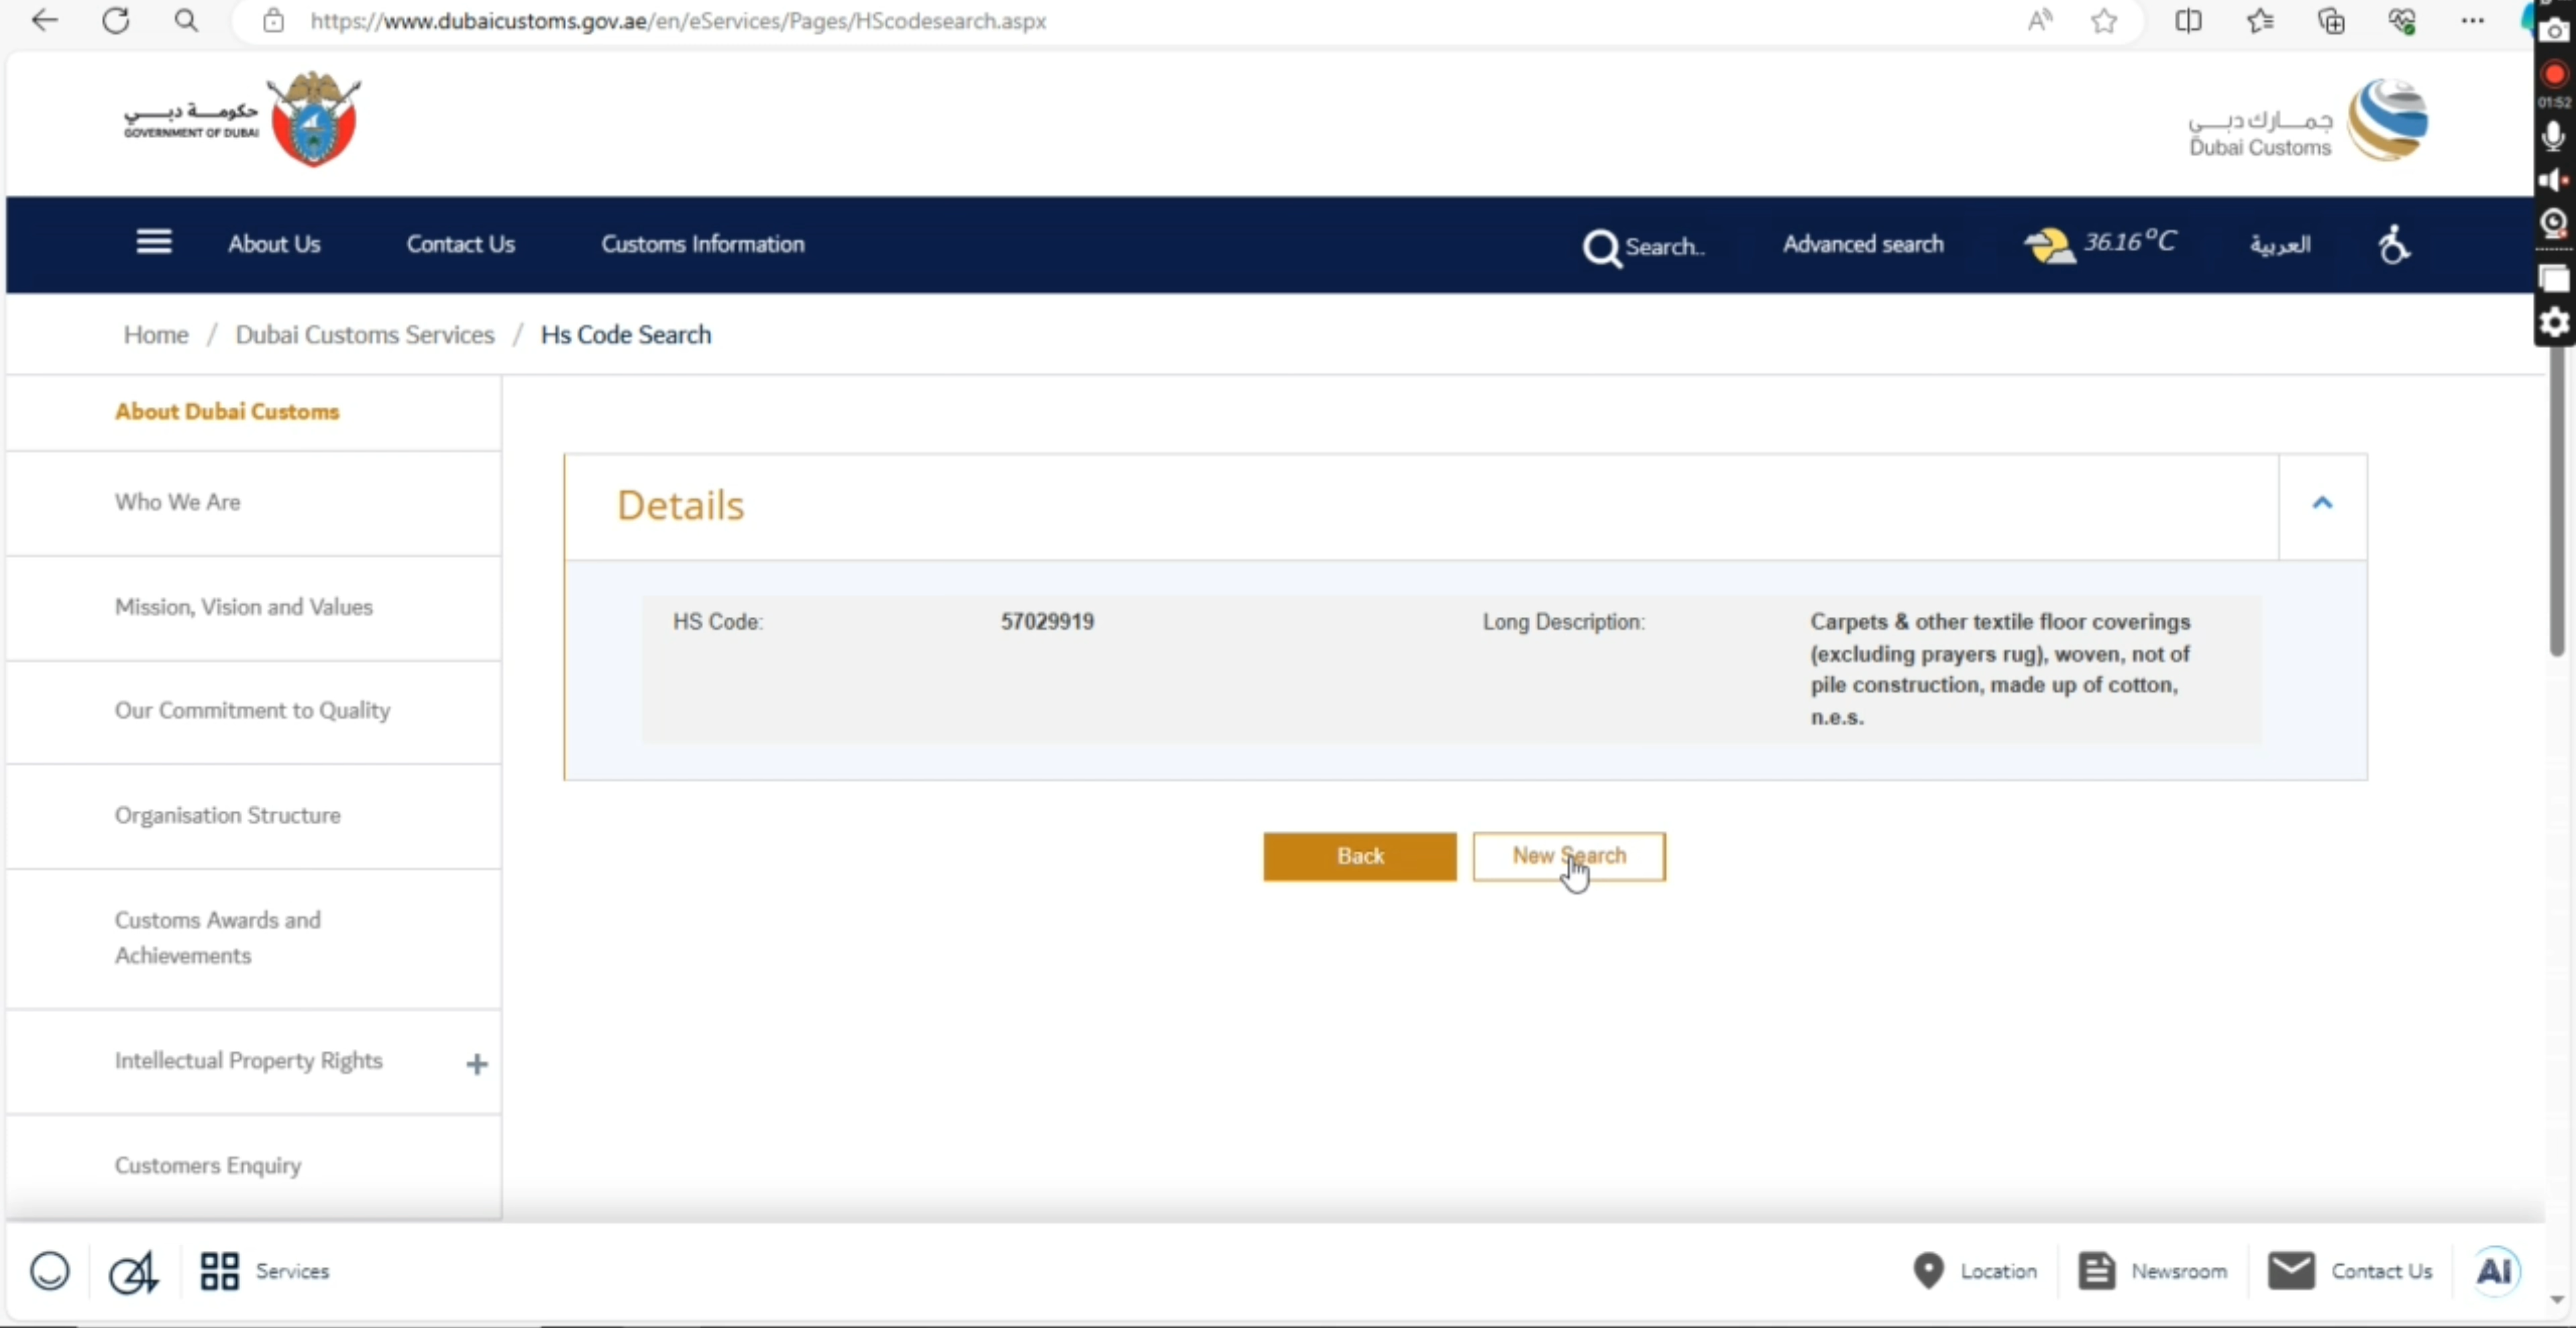 https://www.dubaicustoms.gov.ae/en/eServices/Pages/HScodesearch.aspx
حكومة دبي
GOVERNMENT OF DUBAI
جمارك دبي
Dubai Customs
01:52
About Us
Contact Us
Customs Information
Search..
Advanced search
36.16°C
العربية
Home / Dubai Customs Services / Hs Code Search
About Dubai Customs
Who We Are
Mission, Vision and Values
Our Commitment to Quality
Organisation Structure
Customs Awards and
Achievements
Intellectual Property Rights +
Customers Enquiry
Details
HS Code:
57029919
Long Description:
Carpets & other textile floor coverings
(excluding prayers rug), woven, not of
pile construction, made up of cotton,
n.e.s.
Back
New Search
Services
Location
Newsroom
Contact Us
AI